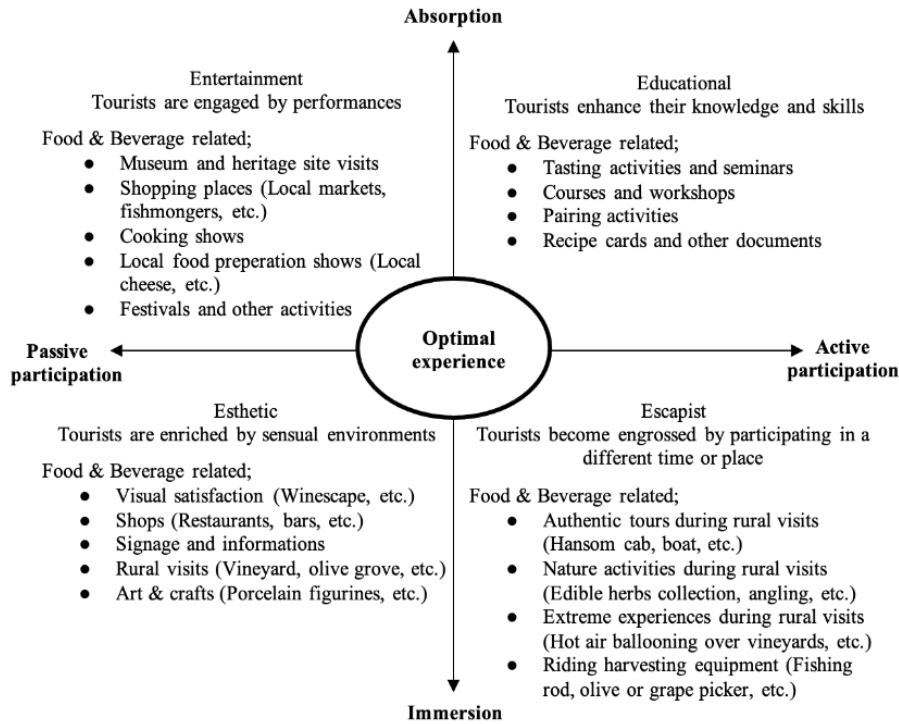 Absorption
Entertainment
Tourists are engaged by performances
Food & Beverage related;
● Museum and heritage site visits
● Shopping places (Local markets,
fishmongers, etc.)
● Cooking shows
● Local food preperation shows (Local
cheese, etc.)
● Festivals and other activities
Educational
Tourists enhance their knowledge and skills
Food & Beverage related;
● Tasting activities and seminars
● Courses and workshops
● Pairing activities
● Recipe cards and other documents
Passive
participation
Optimal
experience
Active
participation
Esthetic
Tourists are enriched by sensual environments
Food & Beverage related;
● Visual satisfaction (Winescape, etc.)
● Shops (Restaurants, bars, etc.)
● Signage and informations
● Rural visits (Vineyard, olive grove, etc.)
● Art & crafts (Porcelain figurines, etc.)
Escapist
Tourists become engrossed by participating in a
different time or place
Food & Beverage related;
● Authentic tours during rural visits
(Hansom cab, boat, etc.)
● Nature activities during rural visits
(Edible herbs collection, angling, etc.)
● Extreme experiences during rural visits
(Hot air ballooning over vineyards, etc.)
● Riding harvesting equipment (Fishing
rod, olive or grape picker, etc.)
Immersion